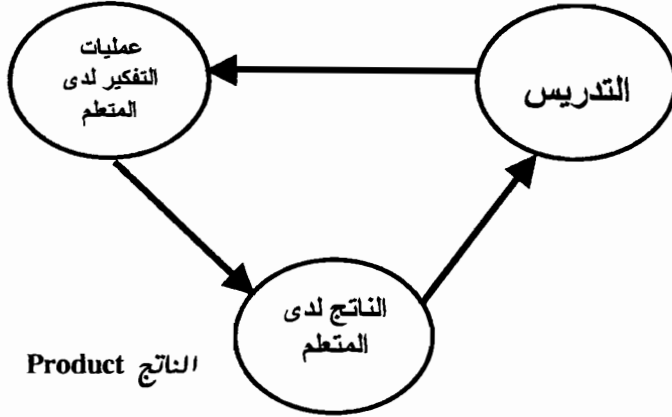 التدريس
عمليات
التفكير لدى
المتعلم
الناتج لدى
المتعلم
الناتج Product